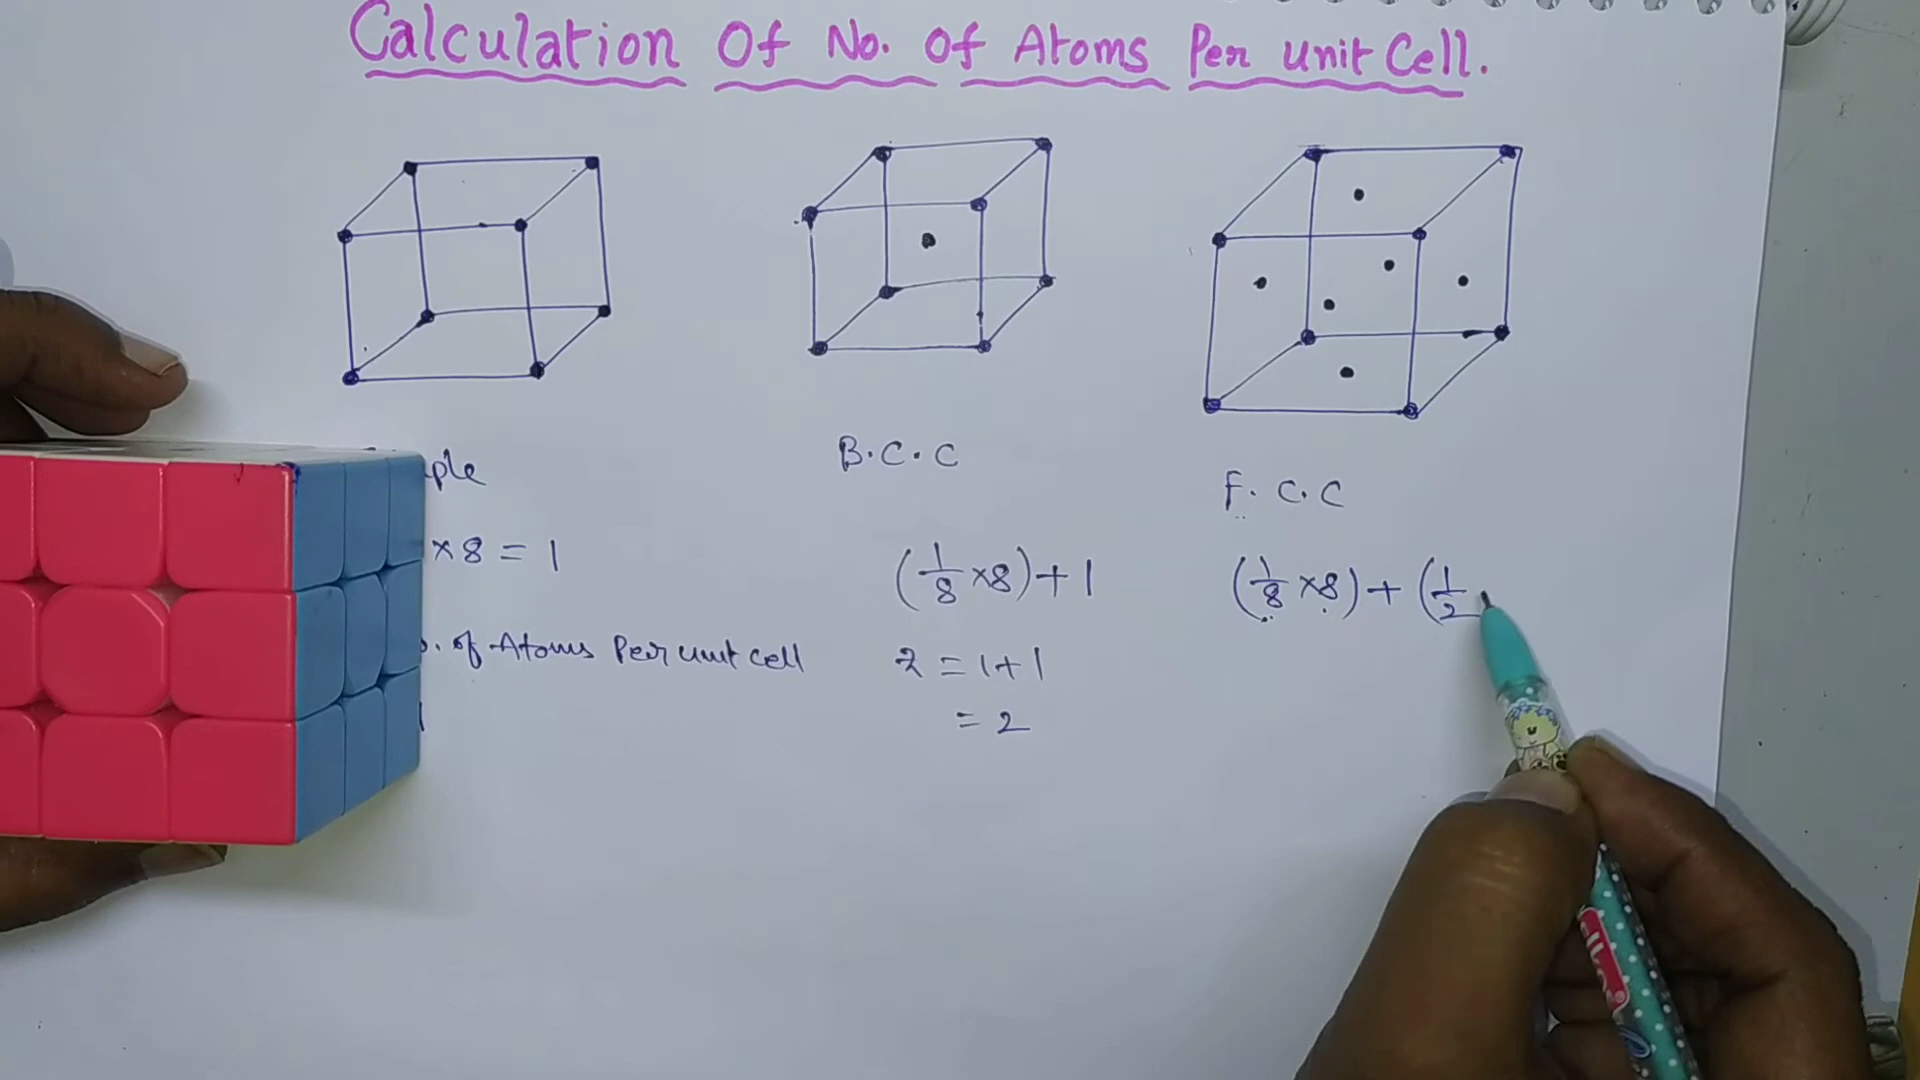 Calculation Of No. Of Atoms Per unit Cell.
B.C.C
F.C.C
×8 = 1
(1/8 ×8)+1
(1/8 ×8)+(1/2
of Atoms Per unit cell
2 = 1+1
= 2